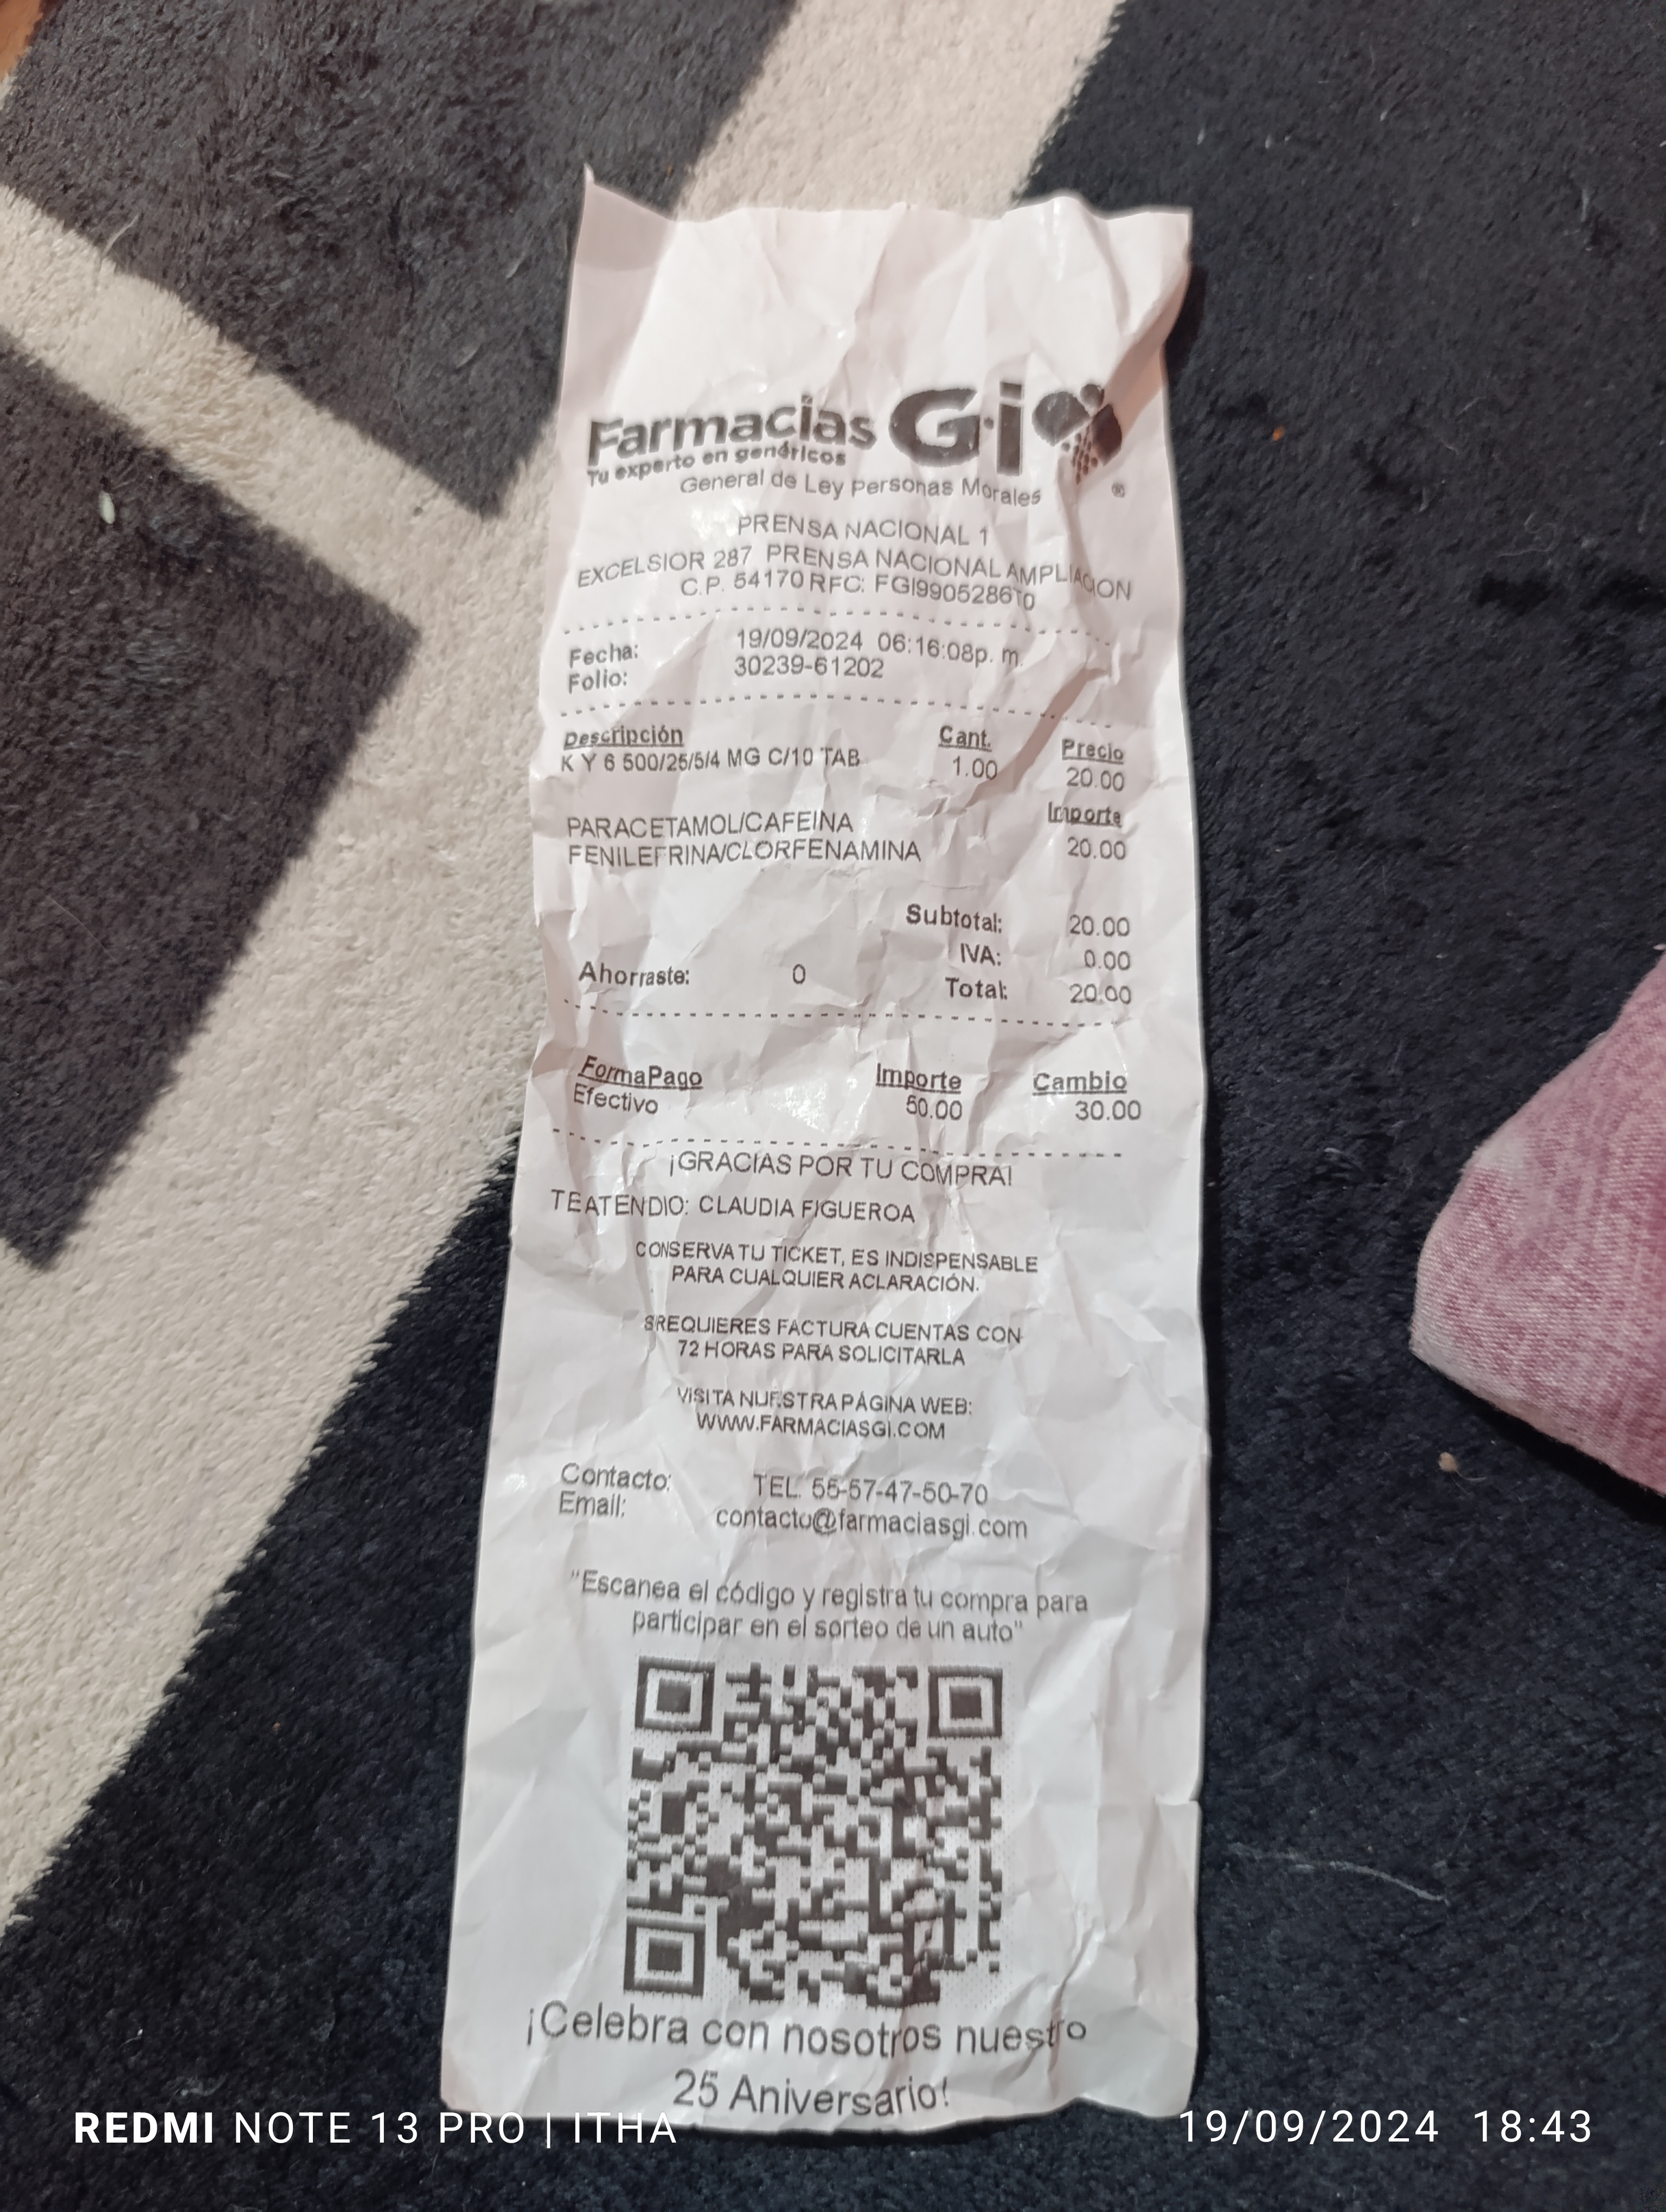 Farmacias Gi
Tu experto en genéricos
®
General de Ley Personas Morales
PRENSA NACIONAL 1
EXCELSIOR 287 PRENSA NACIONAL AMPLIACION
C.P. 54170 RFC: FGI9905286T0
Fecha: 19/09/2024 06:16:08p. m.
Folio: 30239-61202
Descripción Cant. Precio
K Y 6 500/25/5/4 MG C/10 TAB 1.00 20.00
Importe
PARACETAMOL/CAFEINA
FENILEFRINA/CLORFENAMINA 20.00
Subtotal: 20.00
IVA: 0.00
Ahorraste: 0 Total: 20.00
FormaPago Importe Cambio
Efectivo 50.00 30.00
¡GRACIAS POR TU COMPRA!
TE ATENDIO: CLAUDIA FIGUEROA
CONSERVA TU TICKET, ES INDISPENSABLE
PARA CUALQUIER ACLARACIÓN.
REQUIERES FACTURA CUENTAS CON
72 HORAS PARA SOLICITARLA
VISITA NUESTRA PÁGINA WEB:
WWW.FARMACIASGI.COM
Contacto: TEL. 55-57-47-50-70
Email: contacto@farmaciasgi.com
"Escanea el código y registra tu compra para
participar en el sorteo de un auto"
¡Celebra con nosotros nuestro
25 Aniversario!
REDMI NOTE 13 PRO | ITHA 19/09/2024 18:43